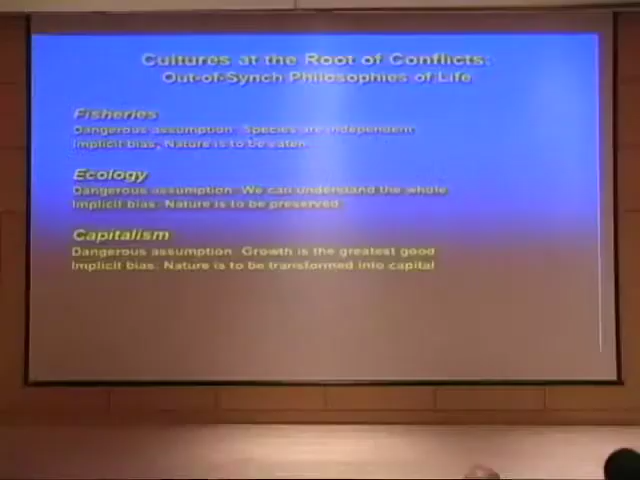 Cultures at the Root of Conflicts:
Out-of-Synch Philosophies of Life
Fisheries
Dangerous assumption: Species are independent
Implicit bias, Nature is to be eaten.
Ecology
Dangerous assumption: We can understand the whole
Implicit bias: Nature is to be preserved.
Capitalism
Dangerous assumption: Growth is the greatest good
Implicit bias: Nature is to be transformed into capital